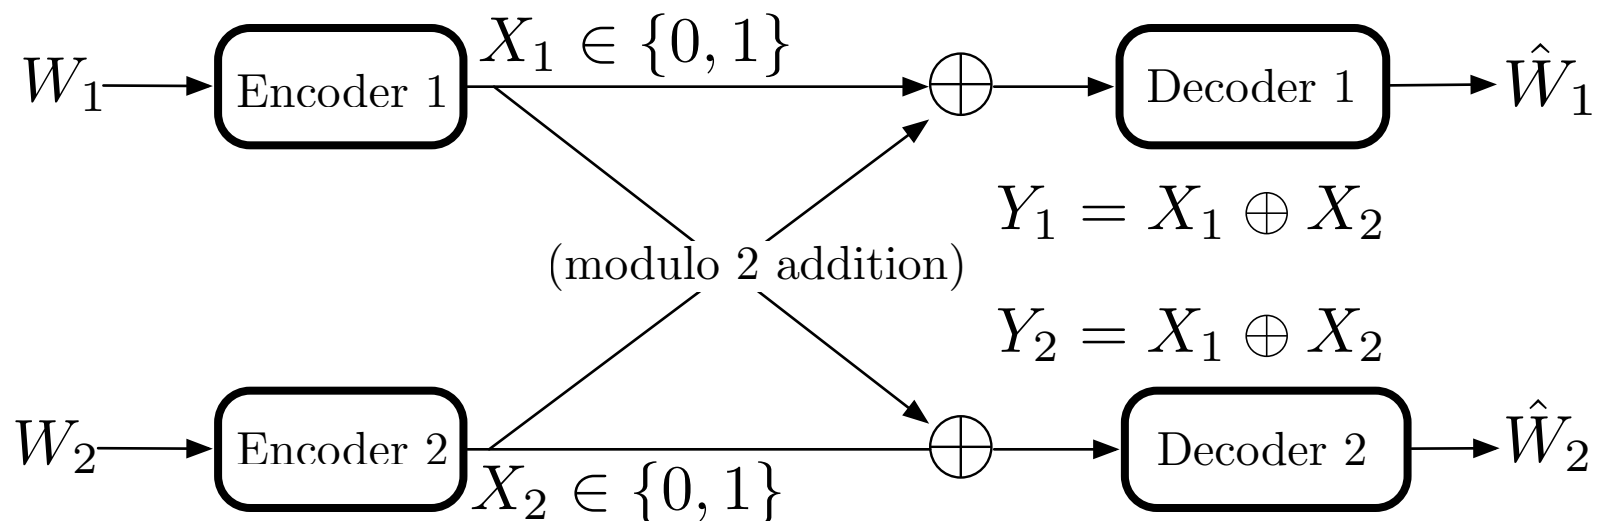 W₁ Encoder 1 X₁ ∈ {0, 1} Decoder 1 Ŵ₁
Y₁ = X₁ ⊕ X₂
(modulo 2 addition)
Y₂ = X₁ ⊕ X₂
W₂ Encoder 2 X₂ ∈ {0, 1} Decoder 2 Ŵ₂